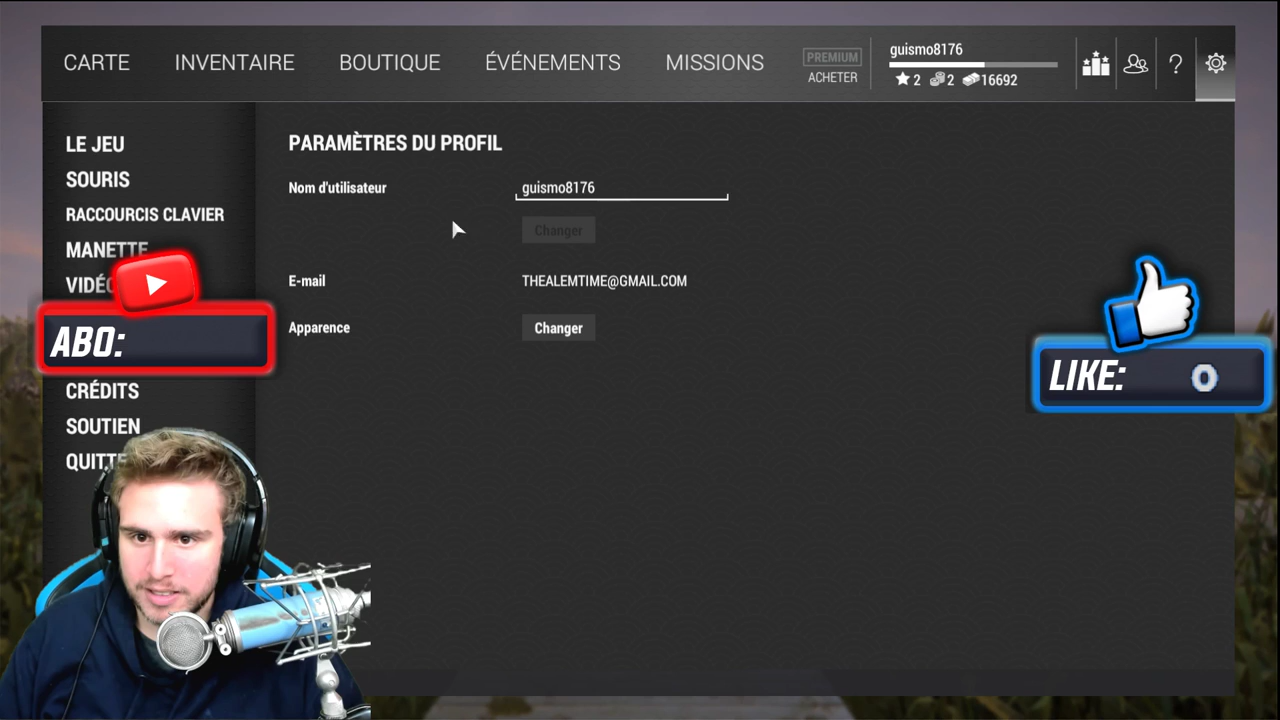 CARTE
INVENTAIRE
BOUTIQUE
ÉVÉNEMENTS
MISSIONS
PREMIUM
ACHETER
guismo8176
2 2 16692
?
LE JEU
SOURIS
RACCOURCIS CLAVIER
MANETTE
CRÉDITS
SOUTIEN
PARAMÈTRES DU PROFIL
Nom d'utilisateur
guismo8176
Changer
E-mail
THEALEMTIME@GMAIL.COM
Apparence
Changer
ABO:
LIKE: 0